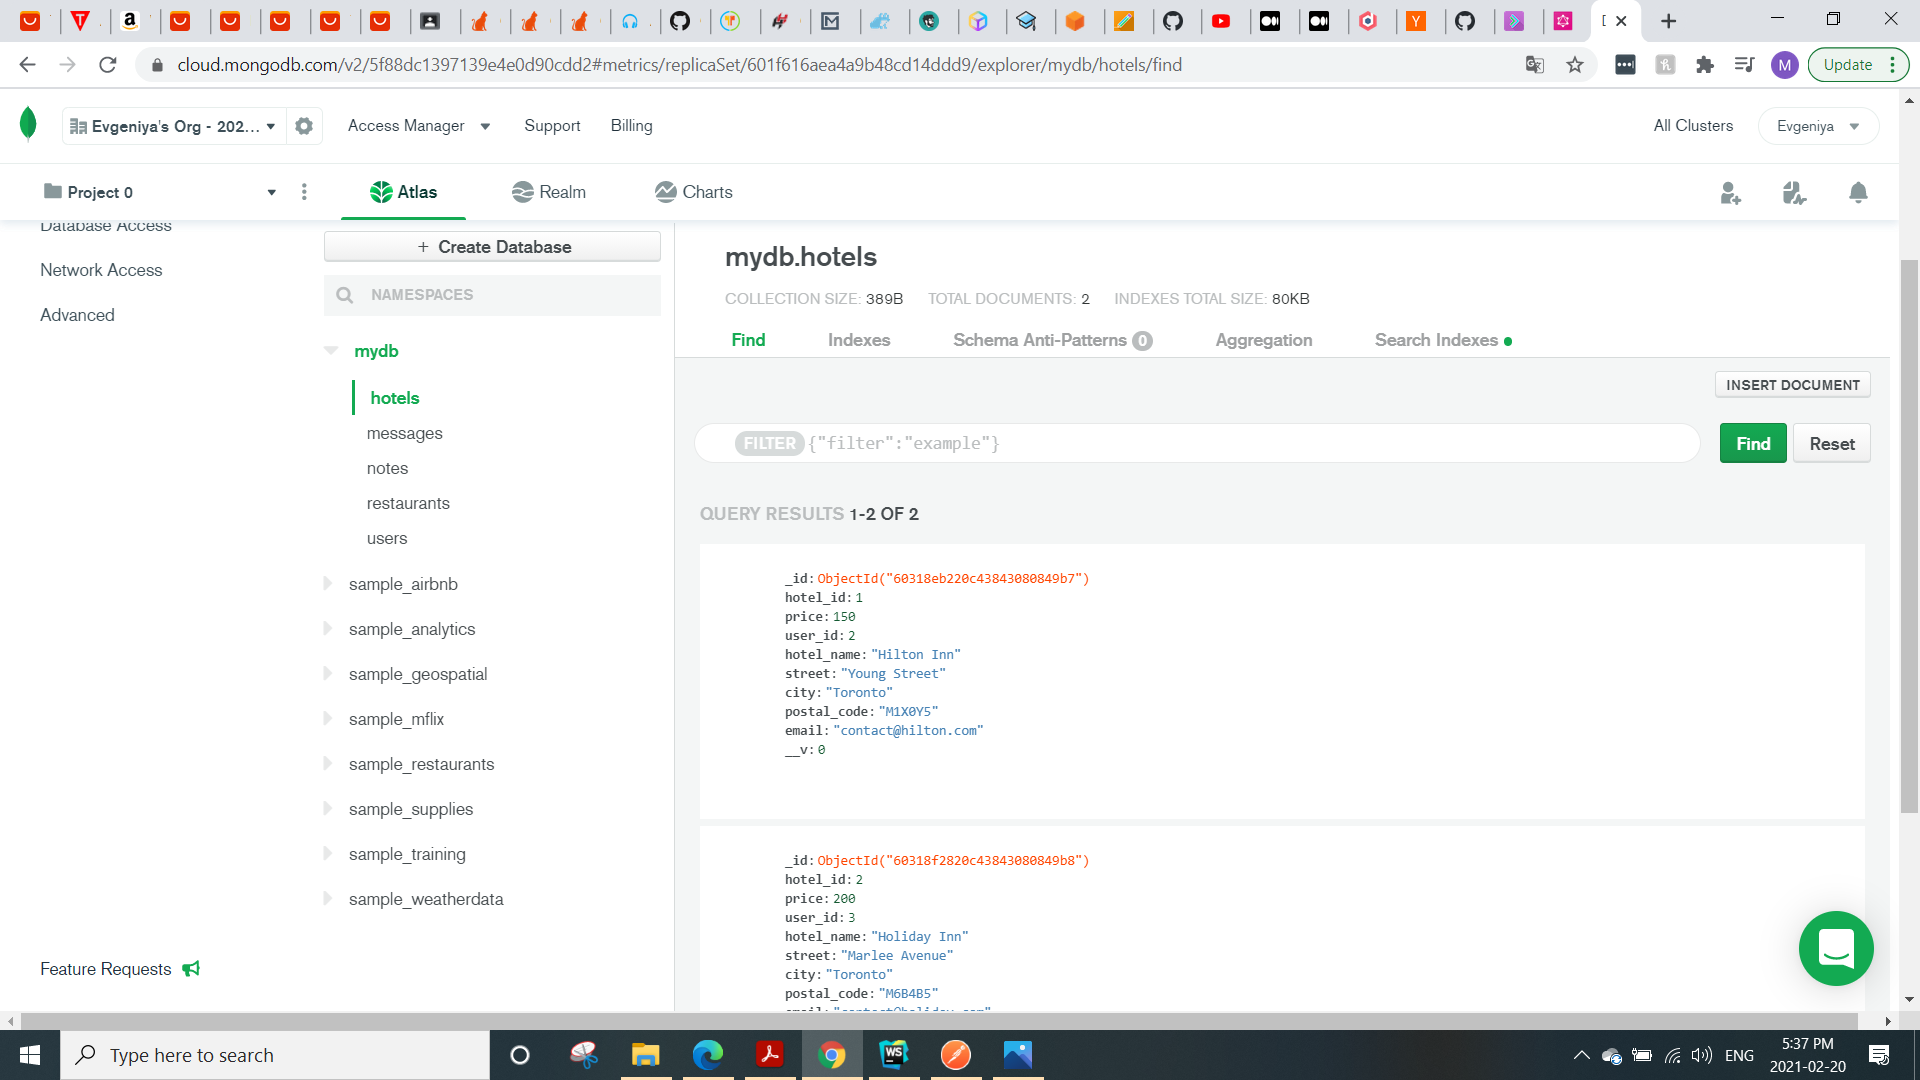 cloud.mongodb.com/v2/5f88dc1397139e4e0d90cdd2#metrics/replicaSet/601f616aea4a9b48cd14ddd9/explorer/mydb/hotels/find
M
Update
Evgeniya's Org - 202...
Access Manager
Support
Billing
All Clusters
Evgeniya
Project 0
Atlas
Realm
Charts
Database Access
Network Access
Advanced
Feature Requests
+ Create Database
NAMESPACES
mydb
hotels
messages
notes
restaurants
users
sample_airbnb
sample_analytics
sample_geospatial
sample_mflix
sample_restaurants
sample_supplies
sample_training
sample_weatherdata
mydb.hotels
COLLECTION SIZE: 389B TOTAL DOCUMENTS: 2 INDEXES TOTAL SIZE: 80KB
Find
Indexes
Schema Anti-Patterns 0
Aggregation
Search Indexes
INSERT DOCUMENT
FILTER {"filter":"example"}
Find
Reset
QUERY RESULTS 1-2 OF 2
_id: ObjectId("60318eb220c43843080849b7")
hotel_id: 1
price: 150
user_id: 2
hotel_name: "Hilton Inn"
street: "Young Street"
city: "Toronto"
postal_code: "M1X0Y5"
email: "contact@hilton.com"
__v: 0
_id: ObjectId("60318f2820c43843080849b8")
hotel_id: 2
price: 200
user_id: 3
hotel_name: "Holiday Inn"
street: "Marlee Avenue"
city: "Toronto"
postal_code: "M6B4B5"
email: "contact@holiday.com"
Type here to search
WS
ENG
5:37 PM
2021-02-20